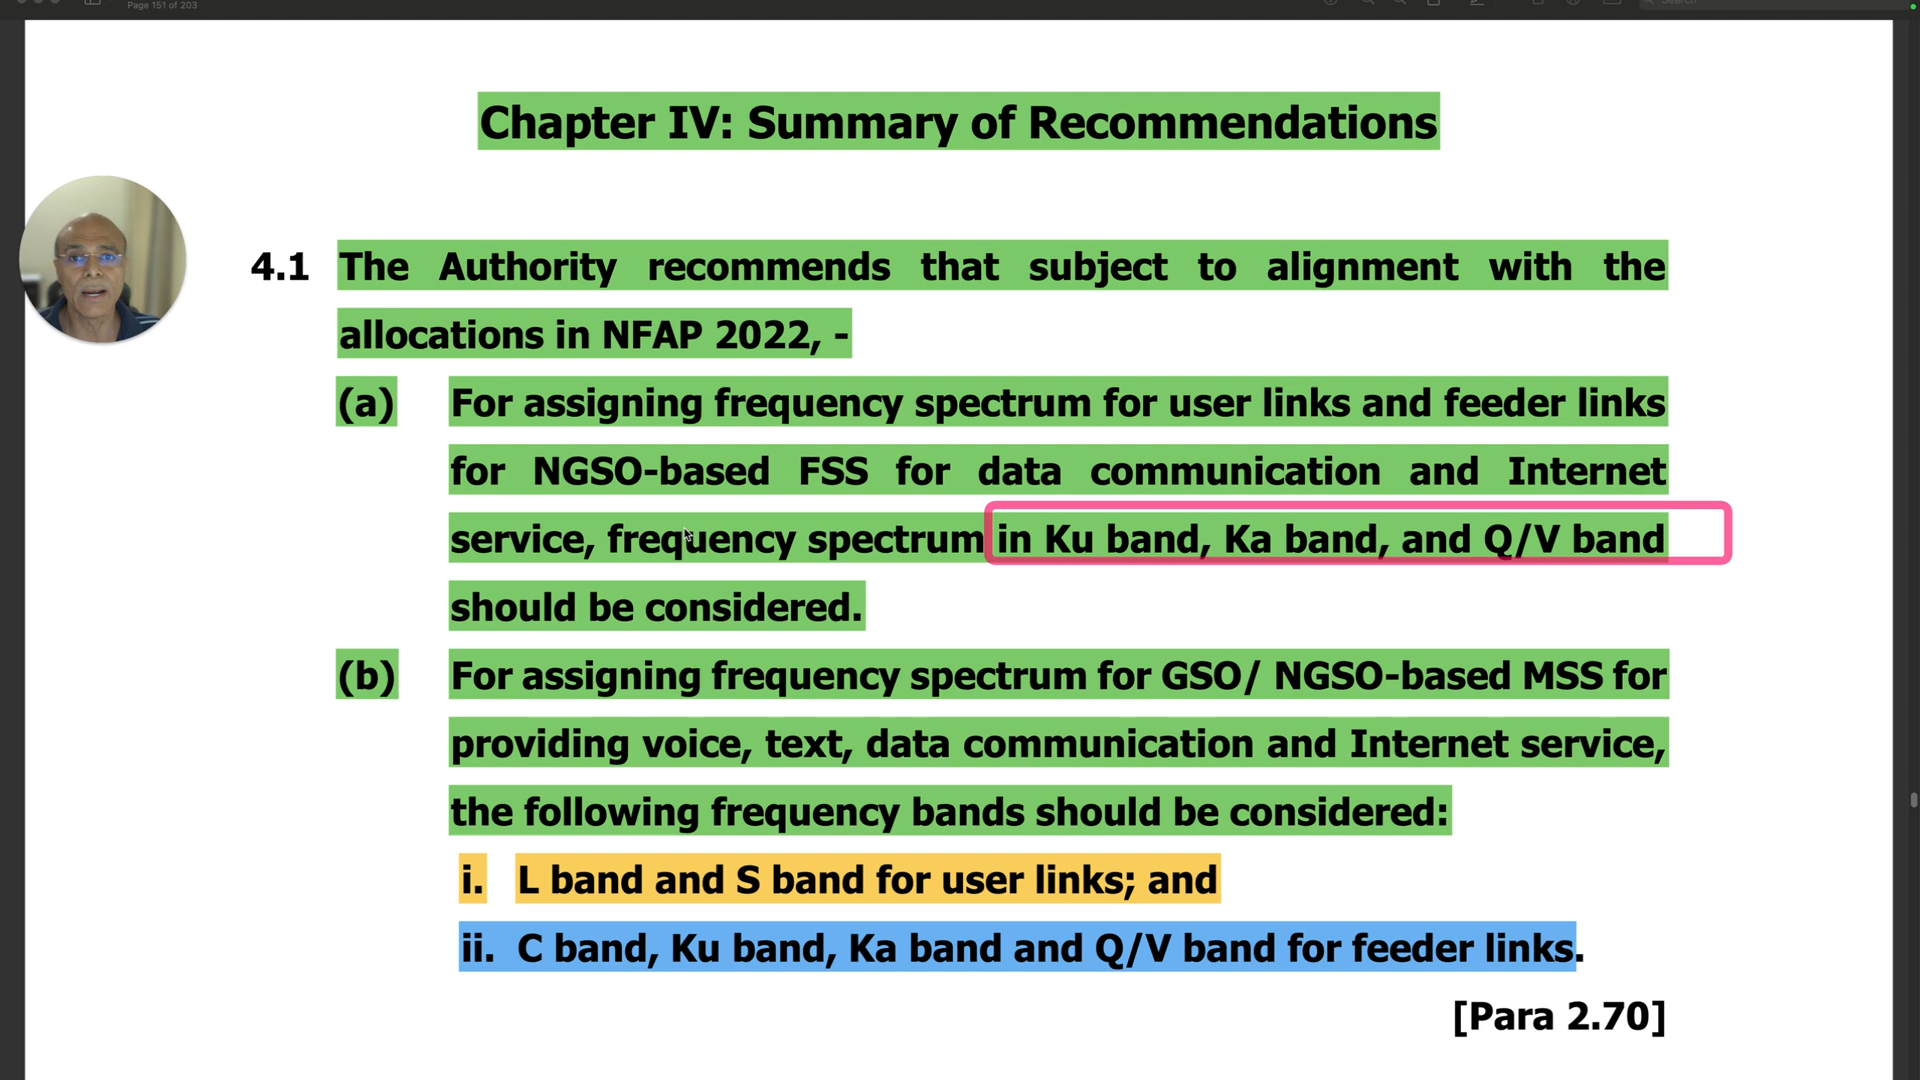 Page 151 of 203
Search
Chapter IV: Summary of Recommendations
4.1 The Authority recommends that subject to alignment with the
allocations in NFAP 2022, -
(a) For assigning frequency spectrum for user links and feeder links
for NGSO-based FSS for data communication and Internet
service, frequency spectrum in Ku band, Ka band, and Q/V band
should be considered.
(b) For assigning frequency spectrum for GSO/ NGSO-based MSS for
providing voice, text, data communication and Internet service,
the following frequency bands should be considered:
i. L band and S band for user links; and
ii. C band, Ku band, Ka band and Q/V band for feeder links.
[Para 2.70]